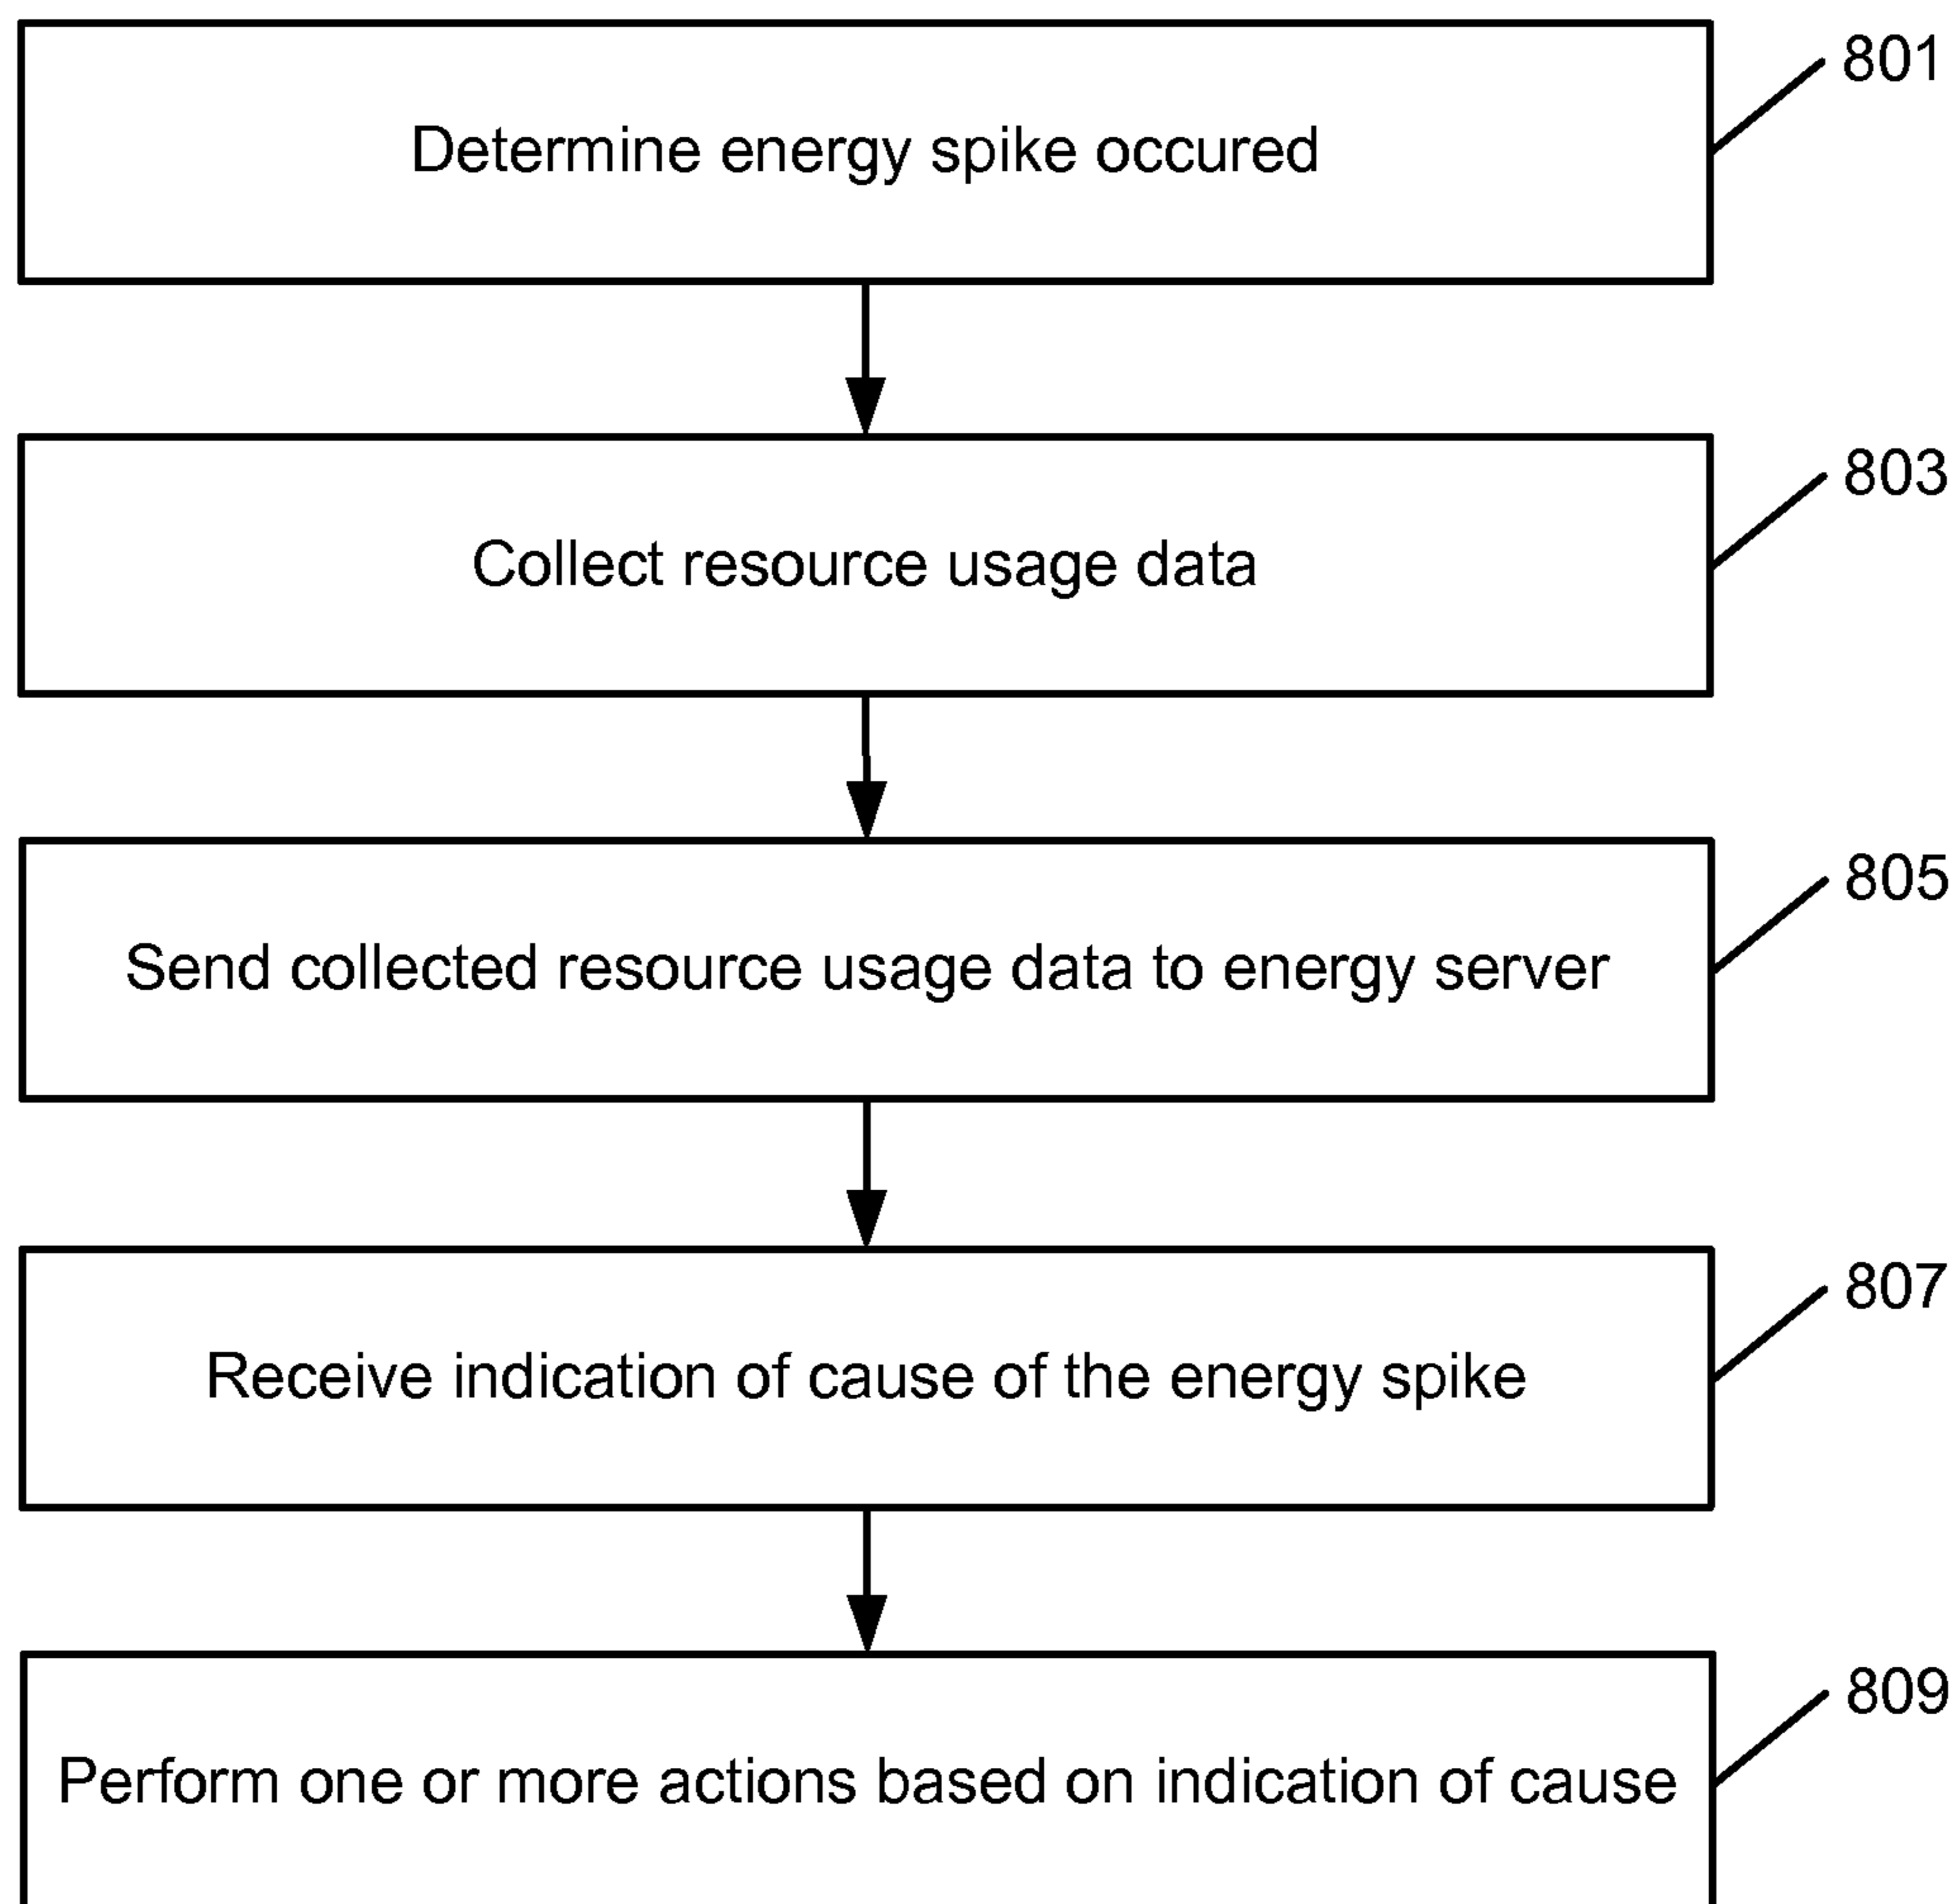 801
Determine energy spike occured
803
Collect resource usage data
805
Send collected resource usage data to energy server
807
Receive indication of cause of the energy spike
809
Perform one or more actions based on indication of cause